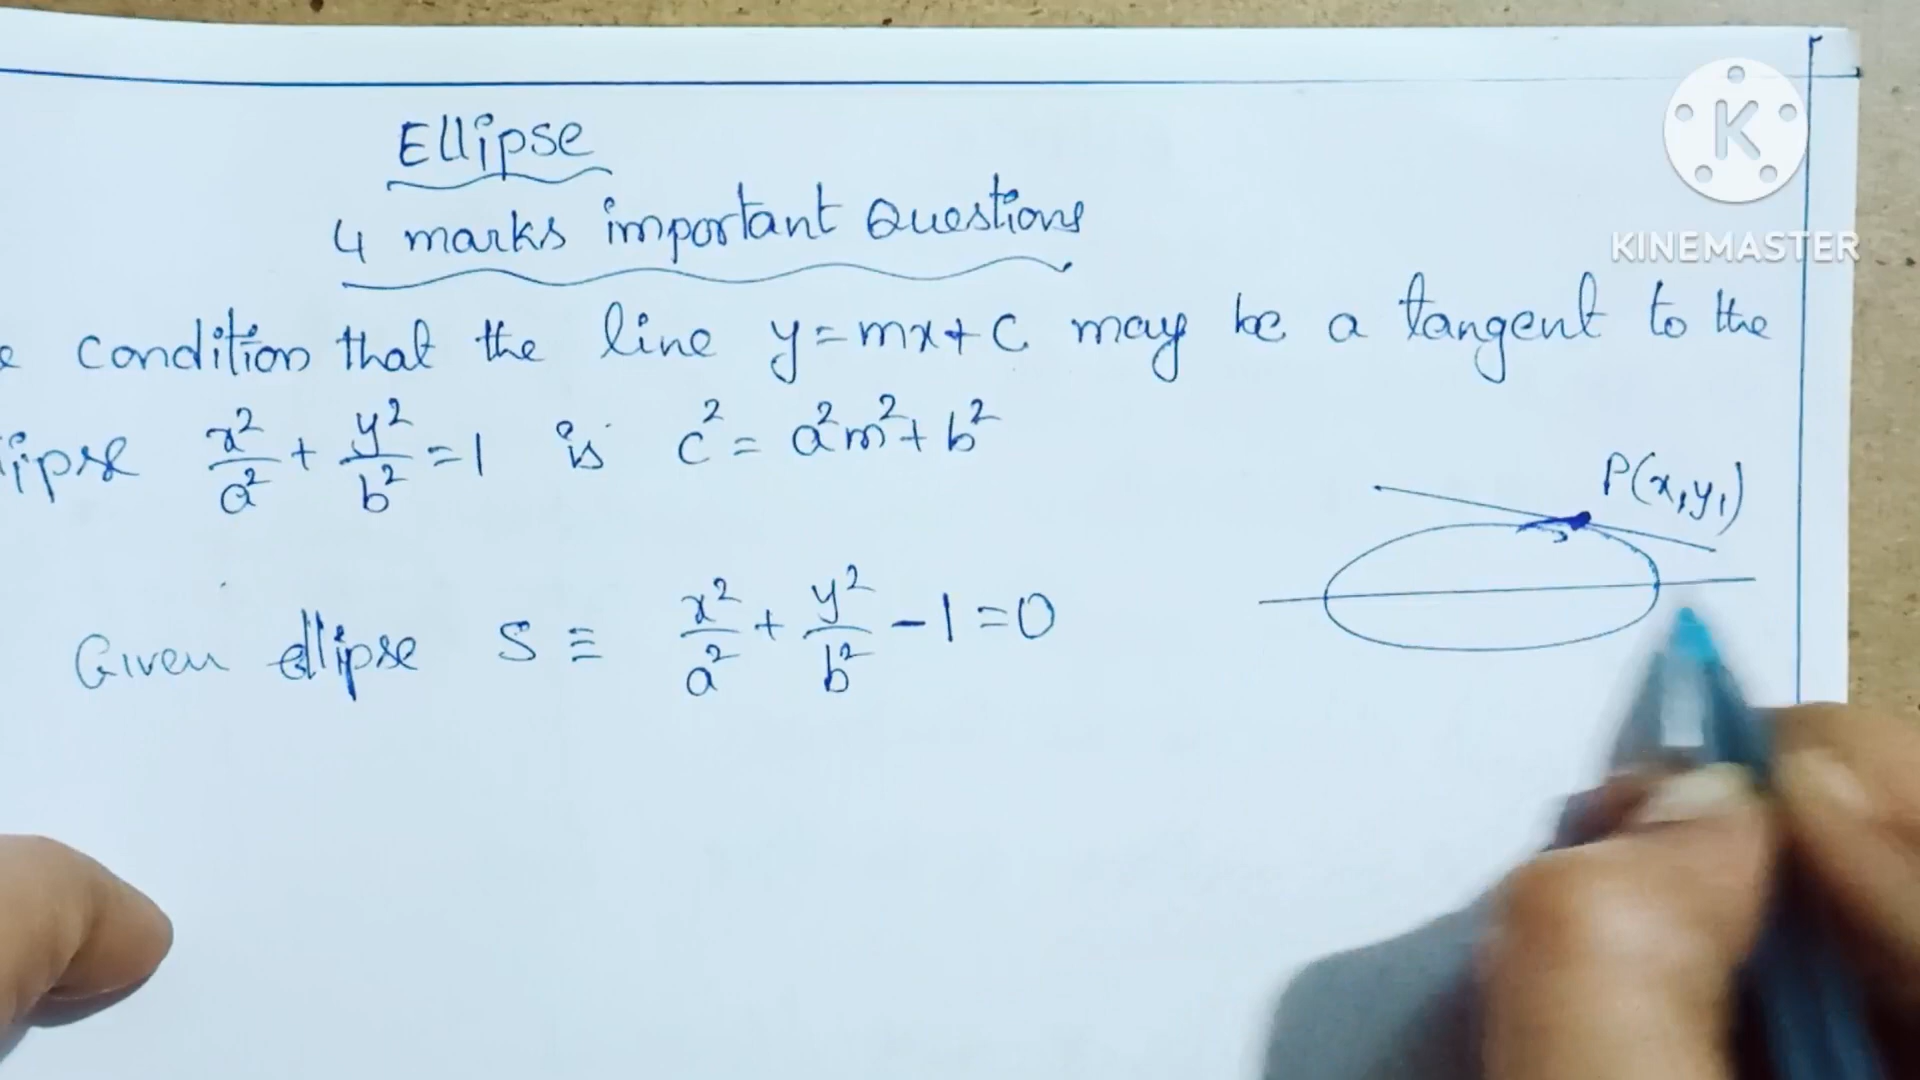 Ellipse
4 marks important Questions
condition that the line y=mx+c may be a tangent to the
x²/a² + y²/b² = 1 is c² = a²m² + b²
P(x₁y₁)
Given ellipse S ≡ x²/a² + y²/b² - 1 = 0
K
KINEMASTER